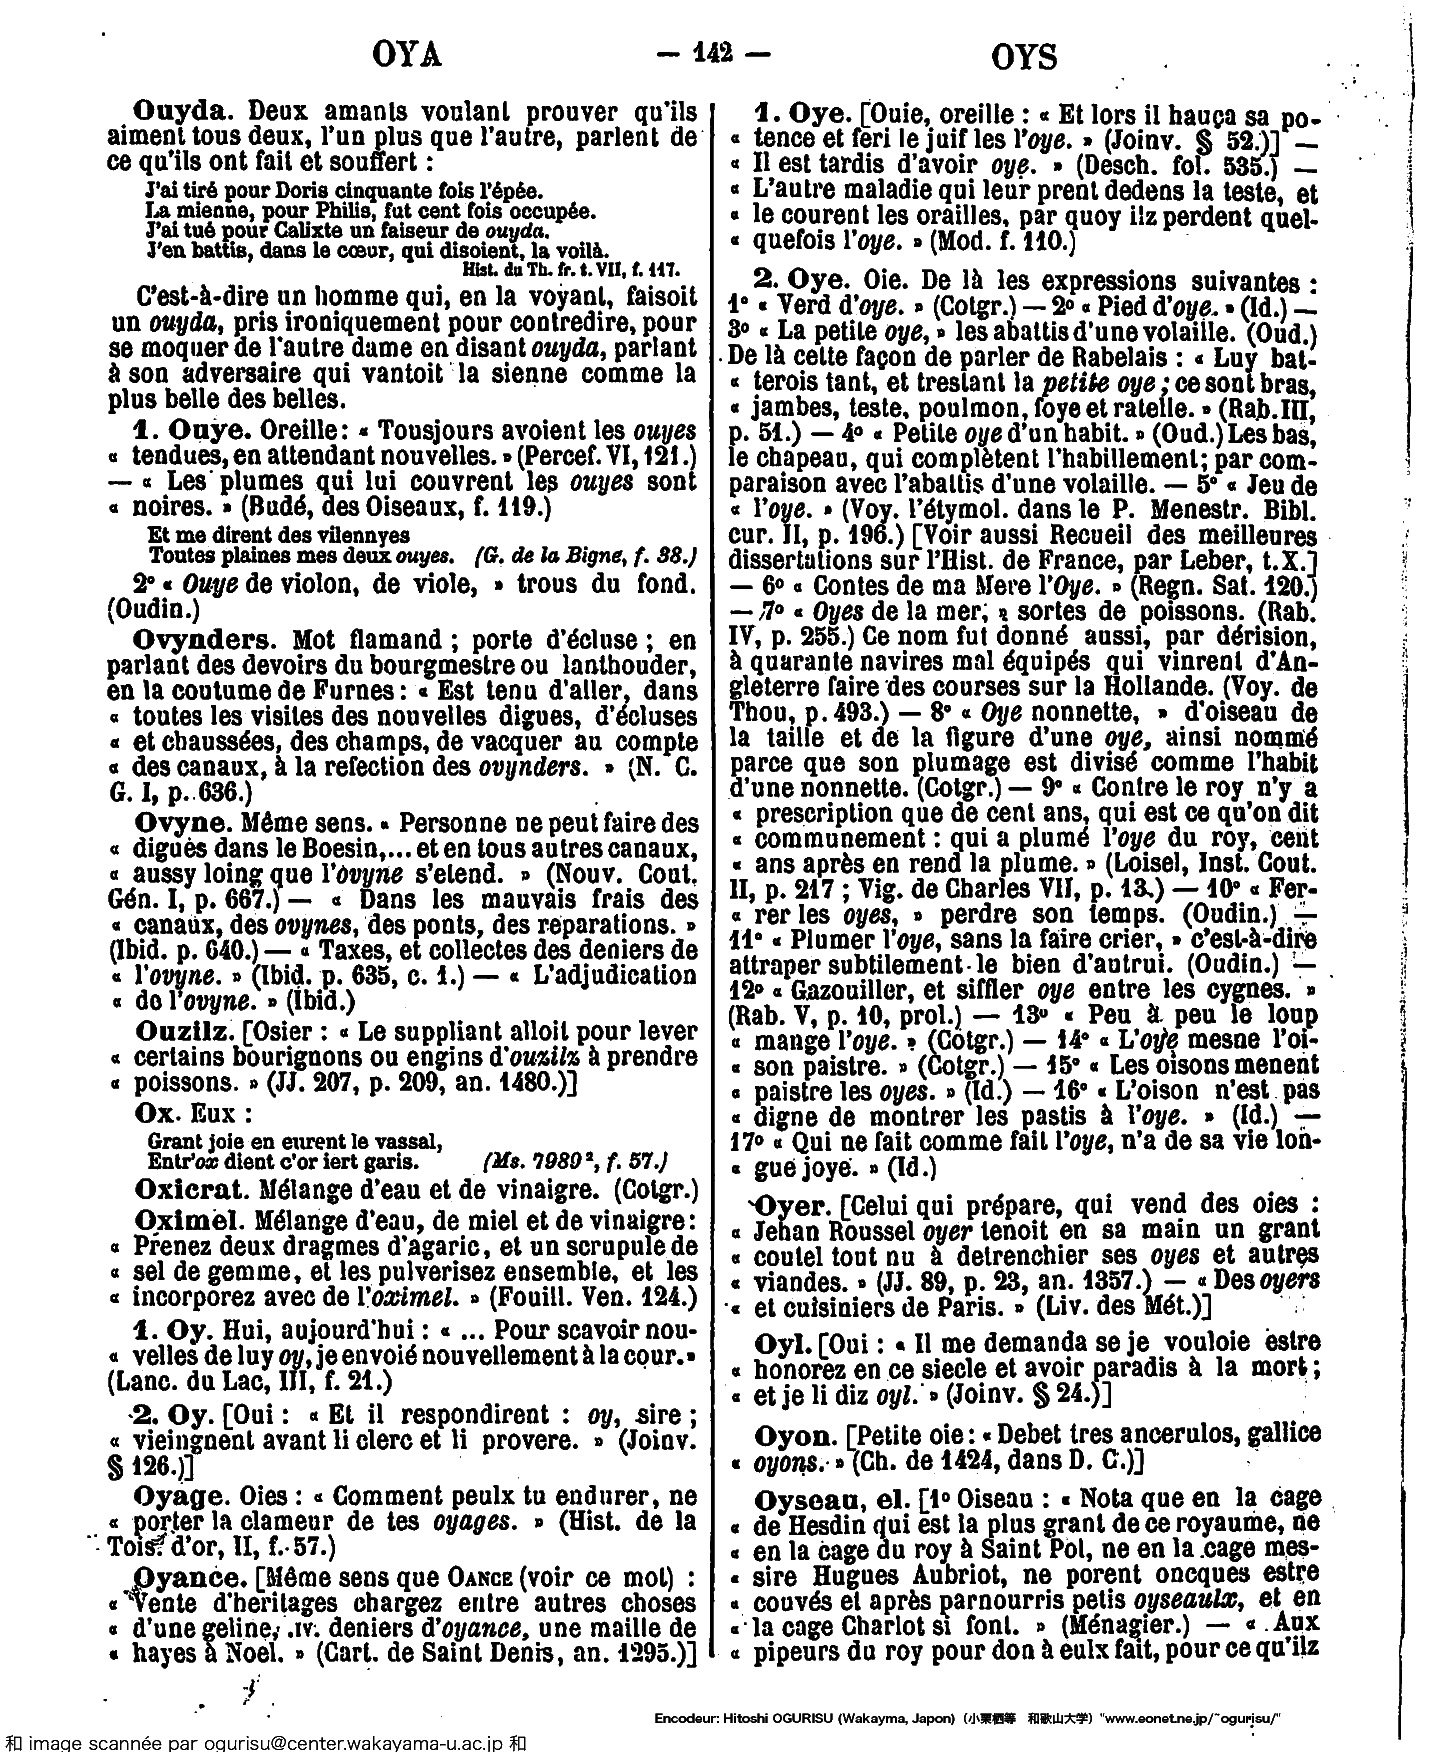 OYA — 142 — OYS
Ouyda. Deux amants voulant prouver qu'ils
aiment tous deux, l'un plus que l'autre, parlent de
ce qu'ils ont fait et souffert :
J'ai tiré pour Doris cinquante fois l'épée.
La mienne, pour Philis, fut cent fois occupée.
J'ai tué pour Calixte un faiseur de ouyda.
J'en battis, dans le cœur, qui disoient, la voilà.
Hist. du Th. fr. t. VII, f. 117.
C'est-à-dire un homme qui, en la voyant, faisoit
un ouyda, pris ironiquement pour contredire, pour
se moquer de l'autre dame en disant ouyda, parlant
à son adversaire qui vantoit la sienne comme la
plus belle des belles.
1. Ouye. Oreille : « Tousjours avoient les ouyes
« tendues, en attendant nouvelles. » (Percef. VI, 121.)
— « Les plumes qui lui couvrent les ouyes sont
« noires. » (Budé, des Oiseaux, f. 119.)
Et me dirent des vilennyes
Toutes plaines mes deux ouyes. (G. de la Bigne, f. 38.)
2° « Ouye de violon, de viole, » trous du fond.
(Oudin.)
Ovynders. Mot flamand ; porte d'écluse ; en
parlant des devoirs du bourgmestre ou lanthouder,
en la coutume de Furnes : « Est tenu d'aller, dans
« toutes les visites des nouvelles digues, d'écluses
« et chaussées, des champs, de vacquer au compte
« des canaux, à la refection des ovynders. » (N. C.
G. I, p. 636.)
Ovyne. Même sens. « Personne ne peut faire des
« digues dans le Boesin,... et en tous autres canaux,
« aussy loing que l'ovyne s'etend. » (Nouv. Cout.
Gén. I, p. 667.) — « Dans les mauvais frais des
« canaux, des ovynes, des ponts, des reparations. »
(Ibid. p. 640.) — « Taxes, et collectes des deniers de
« l'ovyne. » (Ibid. p. 635, c. 1.) — « L'adjudication
« de l'ovyne. » (Ibid.)
Ouzilz. [Osier : « Le suppliant alloit pour lever
« certains bourignons ou engins d'ouzilz à prendre
« poissons. » (JJ. 207, p. 209, an. 1480.)]
Ox. Eux :
Grant joie en eurent le vassal,
Entr'ox dient c'or iert garis. (Ms. 7989², f. 57.)
Oxicrat. Mélange d'eau et de vinaigre. (Cotgr.)
Oximel. Mélange d'eau, de miel et de vinaigre :
« Prenez deux dragmes d'agaric, et un scrupule de
« sel de gemme, et les pulverisez ensemble, et les
« incorporez avec de l'oximel. » (Fouill. Ven. 124.)
1. Oy. Hui, aujourd'hui : « ... Pour scavoir nou-
« velles de luy oy, je envoié nouvellement à la cour. »
(Lanc. du Lac, III, f. 21.)
2. Oy. [Oui : « Et il respondirent : oy, sire ;
« vieingnent avant li clerc et li provere. » (Joinv.
§ 126.)]
Oyage. Oies : « Comment peulx tu endurer, ne
« porter la clameur de tes oyages. » (Hist. de la
Tois. d'or, II, f. 57.)
Oyance. [Même sens que OANCE (voir ce mot) :
« Vente d'heritages chargez entre autres choses
« d'une geline, .IV. deniers d'oyance, une maille de
« hayes à Noel. » (Cart. de Saint Denis, an. 1295.)]
1. Oye. [Ouie, oreille : « Et lors il hauça sa po-
« tence et feri le juif les l'oye. » (Joinv. § 52.)] —
« Il est tardis d'avoir oye. » (Desch. fol. 535.) —
« L'autre maladie qui leur prent dedens la teste, et
« le courent les orailles, par quoy ilz perdent quel-
« quefois l'oye. » (Mod. f. 110.)
2. Oye. Oie. De là les expressions suivantes :
1° « Verd d'oye. » (Cotgr.) — 2° « Pied d'oye. » (Id.) —
3° « La petite oye, » les abattis d'une volaille. (Oud.)
De là cette façon de parler de Rabelais : « Luy bat-
« terois tant, et trestant la petite oye ; ce sont bras,
« jambes, teste, poulmon, foye et ratelle. » (Rab. III,
p. 51.) — 4° « Petite oye d'un habit. » (Oud.) Les bas,
le chapeau, qui complètent l'habillement ; par com-
paraison avec l'abattis d'une volaille. — 5° « Jeu de
« l'oye. » (Voy. l'étymol. dans le P. Menestr. Bibl.
cur. II, p. 196.) [Voir aussi Recueil des meilleures
dissertations sur l'Hist. de France, par Leber, t. X.]
— 6° « Contes de ma Mere l'Oye. » (Regn. Sat. 120.)
— 7° « Oyes de la mer, » sortes de poissons. (Rab.
IV, p. 255.) Ce nom fut donné aussi, par dérision,
à quarante navires mal équipés qui vinrent d'An-
gleterre faire des courses sur la Hollande. (Voy. de
Thou, p. 493.) — 8° « Oye nonnette, » d'oiseau de
la taille et de la figure d'une oye, ainsi nommé
parce que son plumage est divisé comme l'habit
d'une nonnette. (Cotgr.) — 9° « Contre le roy n'y a
« prescription que de cent ans, qui est ce qu'on dit
« communement : qui a plumé l'oye du roy, cent
« ans après en rend la plume. » (Loisel, Inst. Cout.
II, p. 217 ; Vig. de Charles VII, p. 13.) — 10° « Fer-
« rer les oyes, » perdre son temps. (Oudin.) —
11° « Plumer l'oye, sans la faire crier, » c'est-à-dire
attraper subtilement le bien d'autrui. (Oudin.) —
12° « Gazouiller, et siffler oye entre les cygnes. »
(Rab. V, p. 10, prol.) — 13° « Peu à peu le loup
« mange l'oye. » (Cotgr.) — 14° « L'oye mesne l'oi-
« son paistre. » (Cotgr.) — 15° « Les oisons menent
« paistre les oyes. » (Id.) — 16° « L'oison n'est pas
« digne de montrer les pastis à l'oye. » (Id.) —
17° « Qui ne fait comme fait l'oye, n'a de sa vie lon-
« gue joye. » (Id.)
Oyer. [Celui qui prépare, qui vend des oies :
« Jehan Roussel oyer tenoit en sa main un grant
« coutel tout nu à detrenchier ses oyes et autres
« viandes. » (JJ. 89, p. 23, an. 1357.) — « Des oyers
« et cuisiniers de Paris. » (Liv. des Mét.)]
Oyl. [Oui : « Il me demanda se je vouloie estre
« honorez en ce siecle et avoir paradis à la mort ;
« et je li diz oyl. » (Joinv. § 24.)]
Oyon. [Petite oie : « Debet tres ancerulos, gallice
« oyons. » (Ch. de 1424, dans D. C.)]
Oyseau, el. [1° Oiseau : « Nota que en la cage
« de Hesdin qui est la plus grant de ce royaume, ne
« en la cage du roy à Saint Pol, ne en la cage mes-
« sire Hugues Aubriot, ne porent oncques estre
« couvés et après parnourris petis oyseaulx, et en
« la cage Charlot si font. » (Ménagier.) — « Aux
« pipeurs du roy pour don à eulx fait, pour ce qu'ilz
Encodeur: Hitoshi OGURISU (Wakayma, Japon) (小栗栖等 和歌山大学) "www.eonet.ne.jp/~ogurisu/"
和 image scannée par ogurisu@center.wakayama-u.ac.jp 和